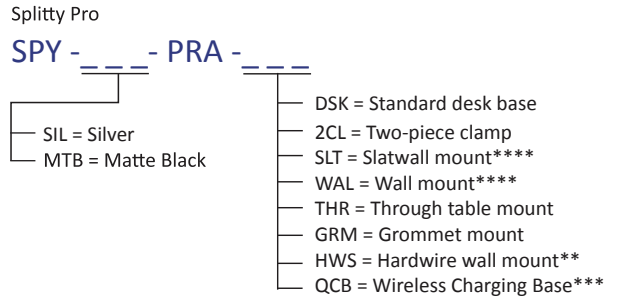 Splitty Pro
SPY - _ _ _ - PRA - _ _ _
DSK = Standard desk base
2CL = Two-piece clamp
SIL = Silver
SLT = Slatwall mount****
MTB = Matte Black
WAL = Wall mount****
THR = Through table mount
GRM = Grommet mount
HWS = Hardwire wall mount**
QCB = Wireless Charging Base***